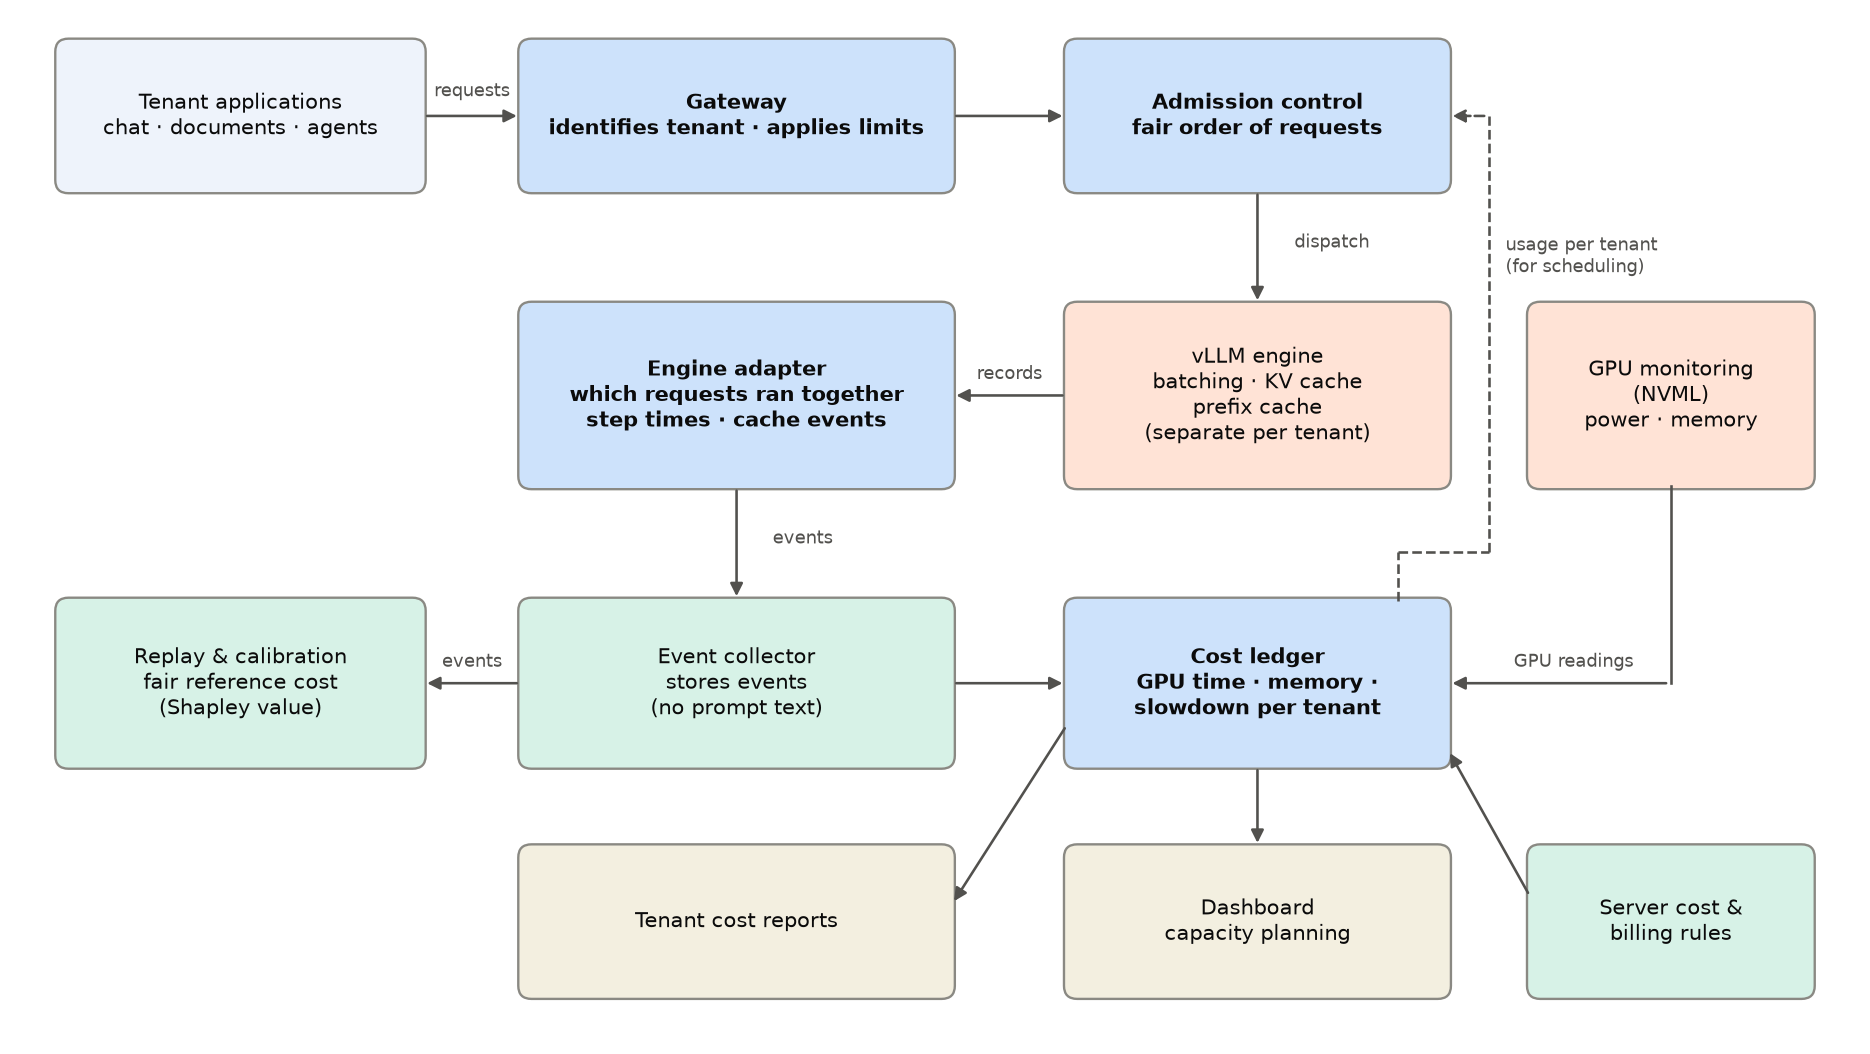 Tenant applications
chat · documents · agents
requests
Gateway
identifies tenant · applies limits
Admission control
fair order of requests
dispatch
usage per tenant
(for scheduling)
Engine adapter
which requests ran together
step times · cache events
records
vLLM engine
batching · KV cache
prefix cache
(separate per tenant)
GPU monitoring
(NVML)
power · memory
events
Replay & calibration
fair reference cost
(Shapley value)
events
Event collector
stores events
(no prompt text)
Cost ledger
GPU time · memory ·
slowdown per tenant
GPU readings
Tenant cost reports
Dashboard
capacity planning
Server cost &
billing rules